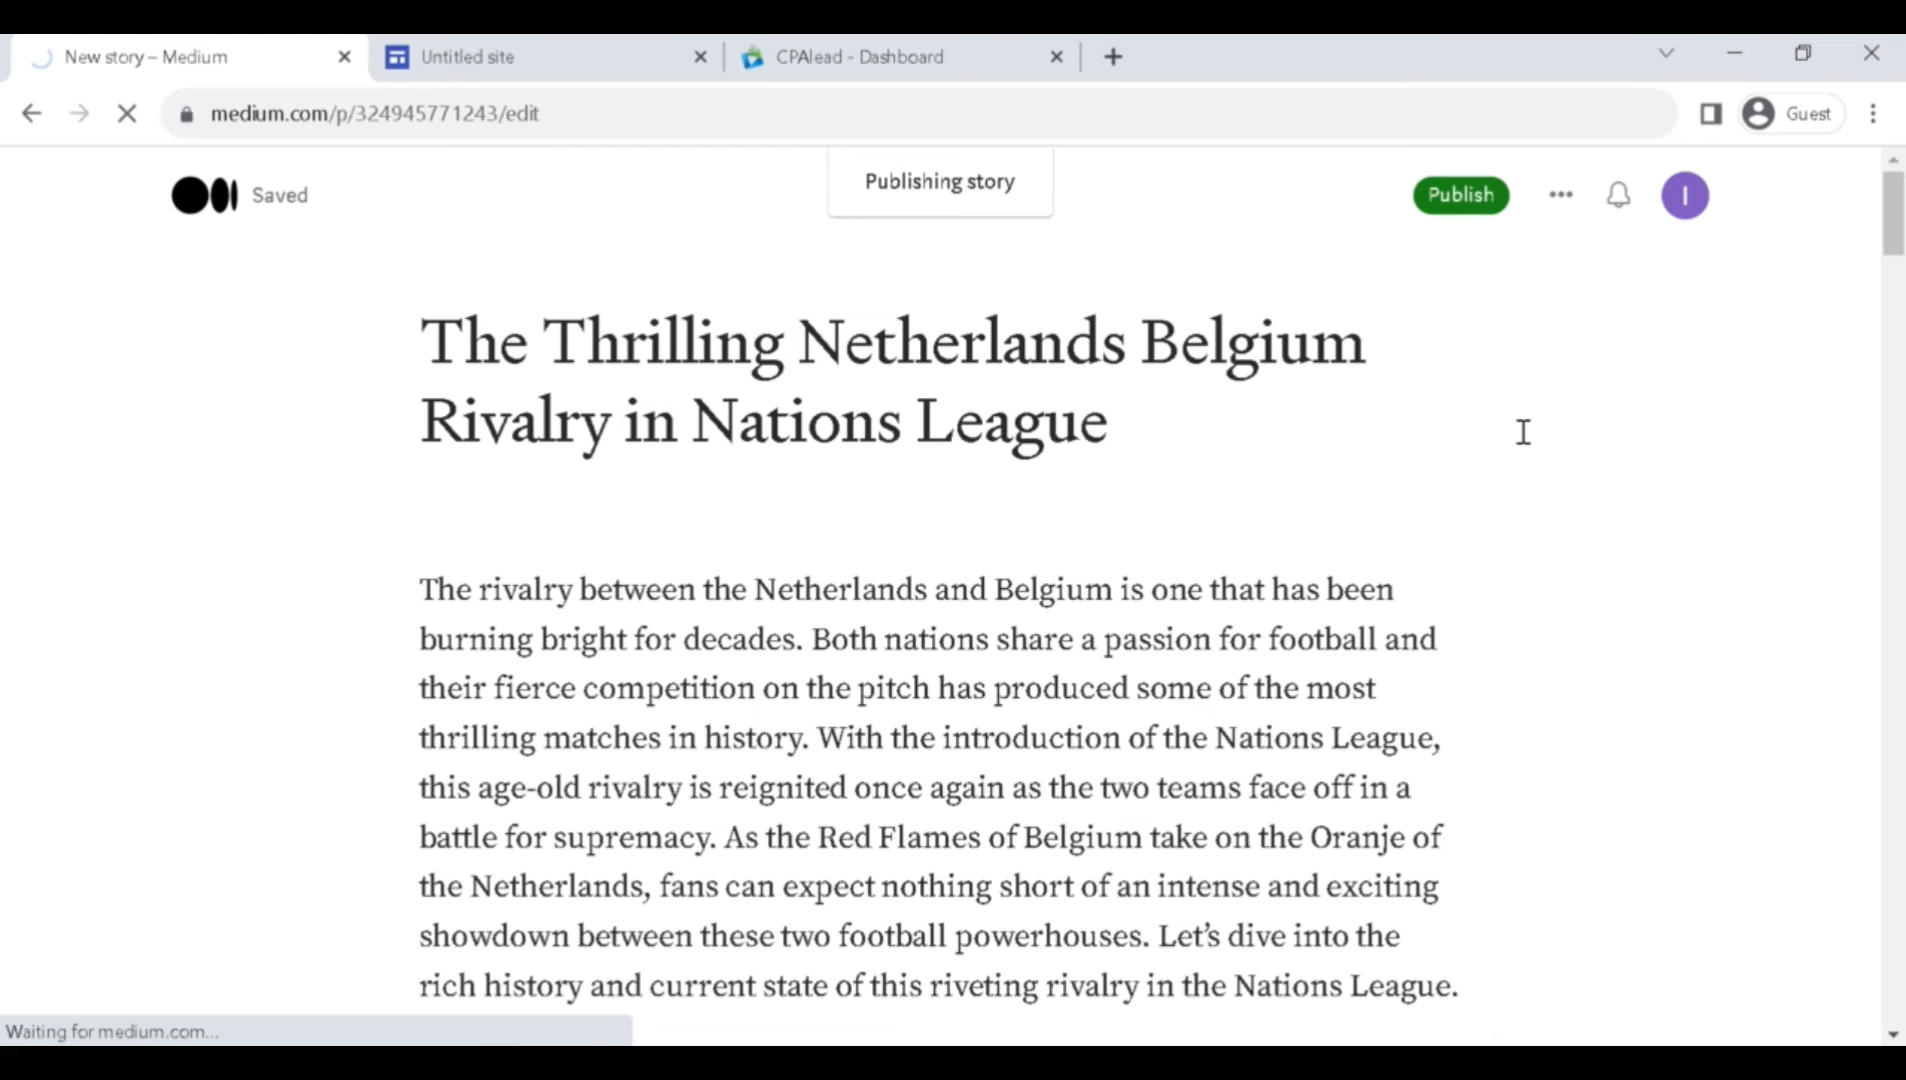 New story – Medium
Untitled site
CPAlead - Dashboard
medium.com/p/324945771243/edit
Guest
Saved
Publishing story
Publish
I
The Thrilling Netherlands Belgium
Rivalry in Nations League
The rivalry between the Netherlands and Belgium is one that has been
burning bright for decades. Both nations share a passion for football and
their fierce competition on the pitch has produced some of the most
thrilling matches in history. With the introduction of the Nations League,
this age-old rivalry is reignited once again as the two teams face off in a
battle for supremacy. As the Red Flames of Belgium take on the Oranje of
the Netherlands, fans can expect nothing short of an intense and exciting
showdown between these two football powerhouses. Let’s dive into the
rich history and current state of this riveting rivalry in the Nations League.
Waiting for medium.com...